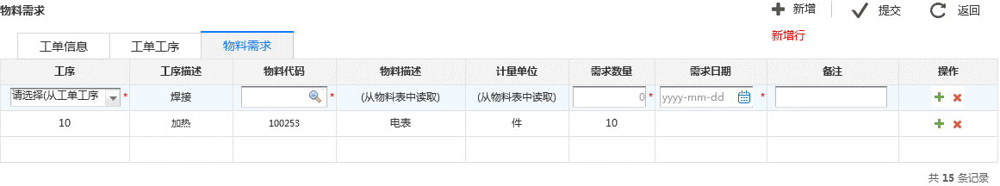 物料需求 新增 提交 返回
新增行
工单信息 工单工序 物料需求
工序 工序描述 物料代码 物料描述 计量单位 需求数量 需求日期 备注 操作
请选择(从工单工序 * 焊接 * (从物料表中读取) (从物料表中读取) 0 * yyyy-mm-dd *
10 加热 100253 电表 件 10
共 15 条记录